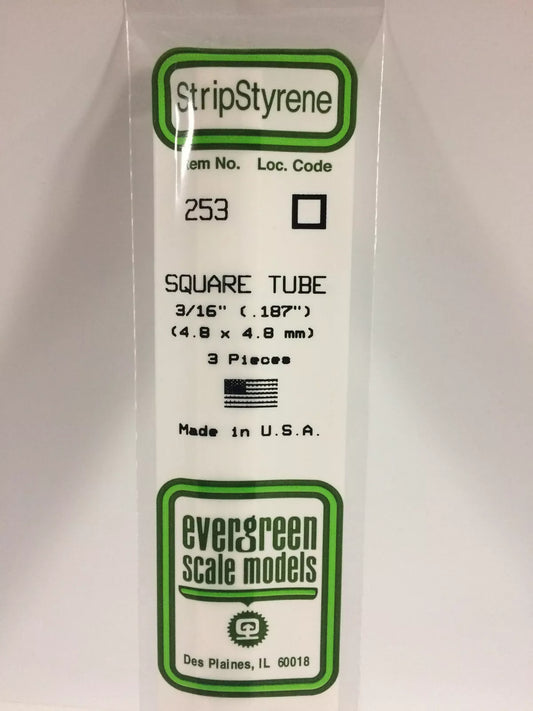 StripStyrene
Item No. Loc. Code
253
SQUARE TUBE
3/16" (.187")
(4.8 x 4.8 mm)
3 Pieces
Made in U.S.A.
evergreen
scale models
Des Plaines, IL 60018